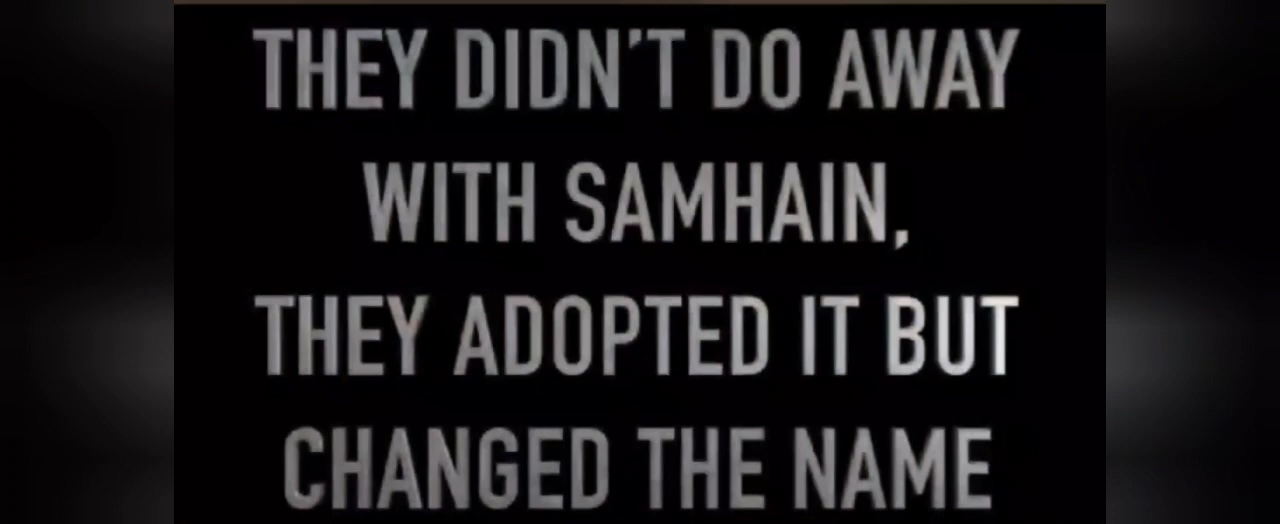 THEY DIDN'T DO AWAY
WITH SAMHAIN,
THEY ADOPTED IT BUT
CHANGED THE NAME